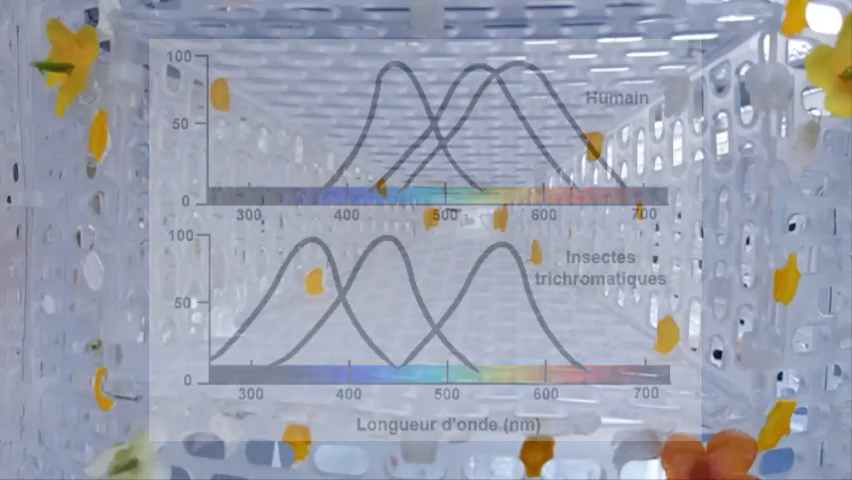 100
Humain
50
0
300 400 500 600 700
100
Insectes
trichromatiques
50
0
300 400 500 600 700
Longueur d'onde (nm)